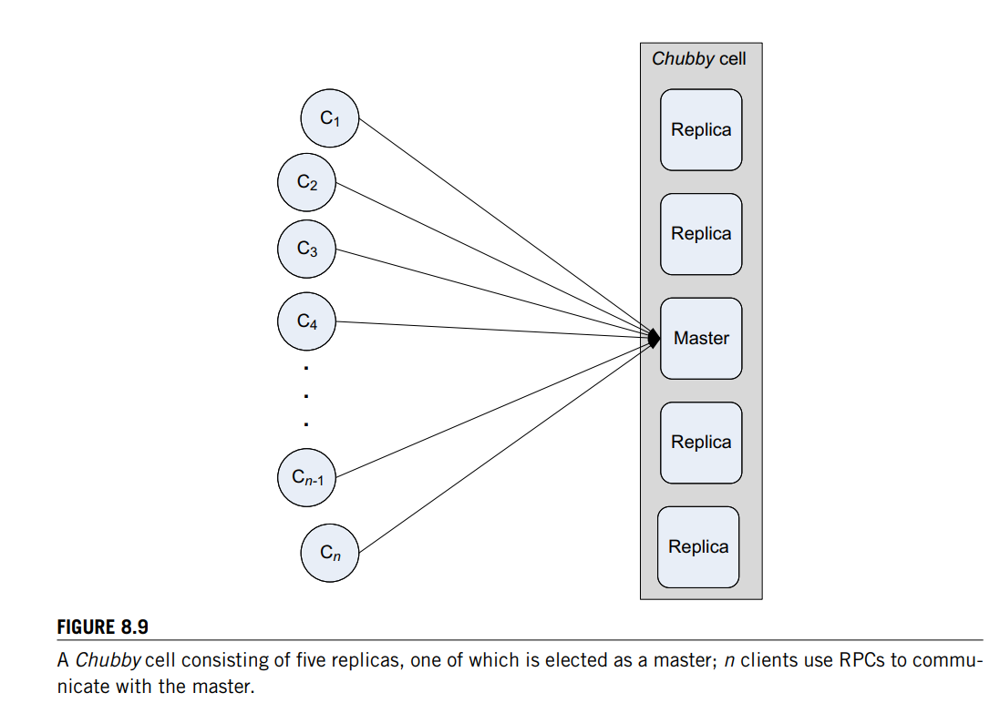 Chubby cell
C1
C2
C3
C4
.
.
.
Cn-1
Cn
Replica
Replica
Master
Replica
Replica
FIGURE 8.9
A Chubby cell consisting of five replicas, one of which is elected as a master; n clients use RPCs to commu-
nicate with the master.